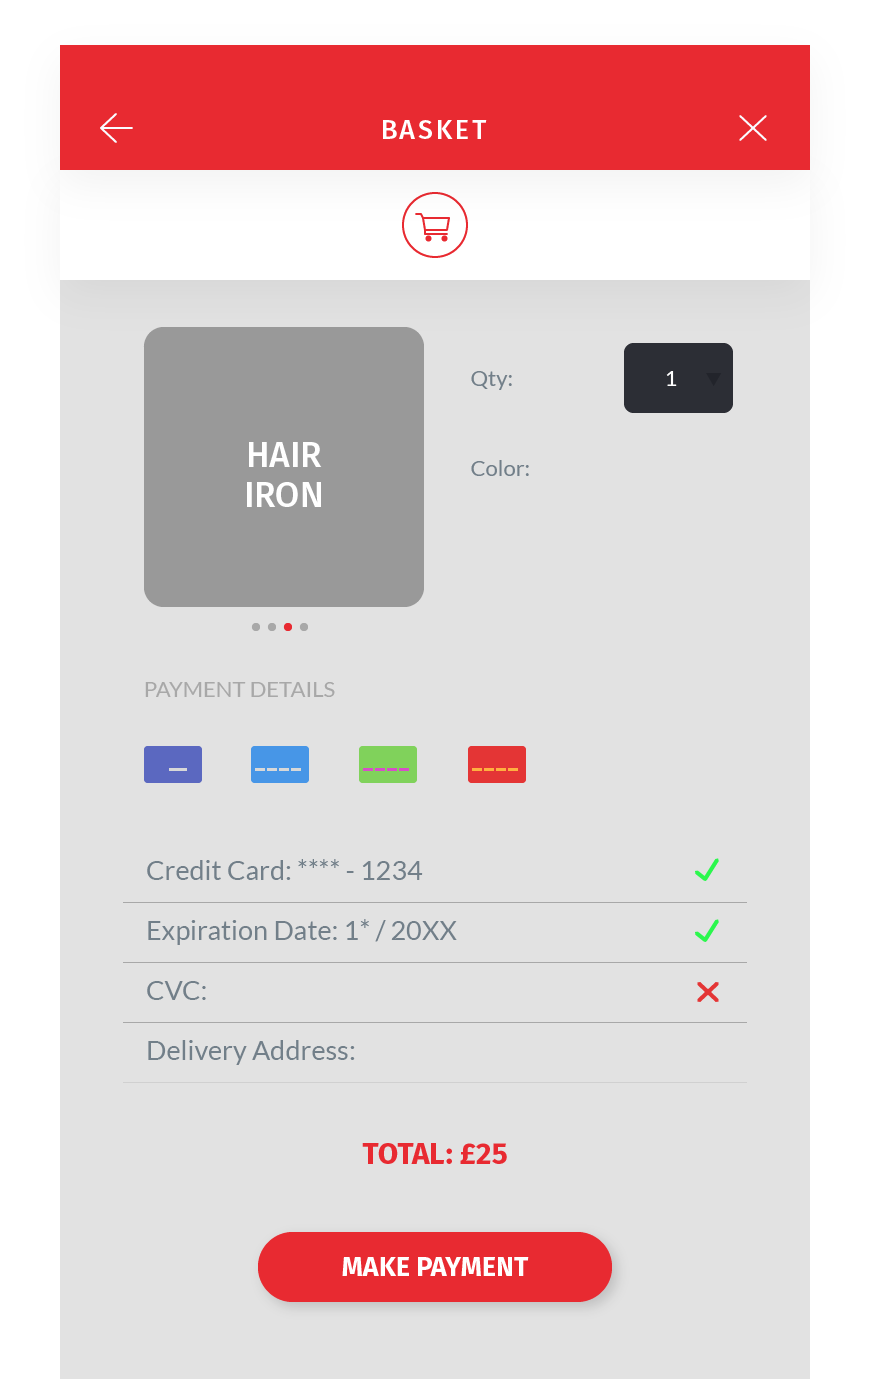 BASKET
HAIR
IRON
Qty:
1
Color:
PAYMENT DETAILS
Credit Card: **** - 1234
Expiration Date: 1* / 20XX
CVC:
Delivery Address:
TOTAL: £25
MAKE PAYMENT